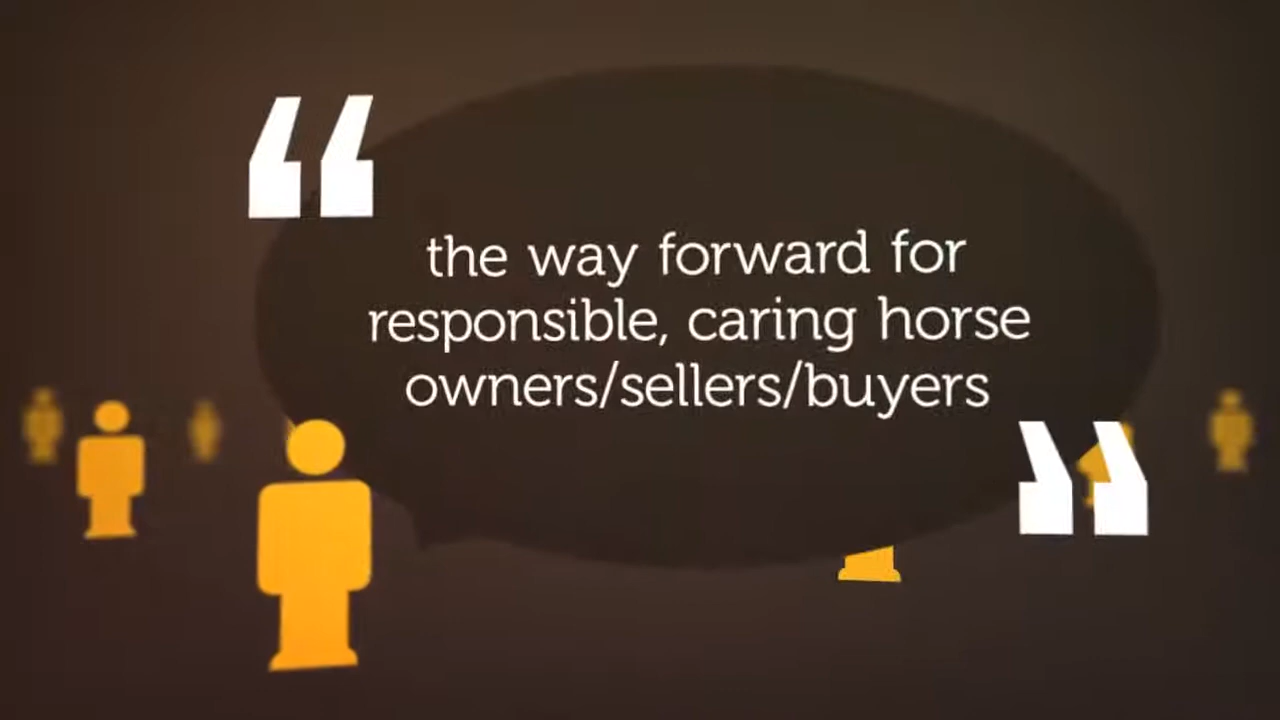 “
the way forward for
responsible, caring horse
owners/sellers/buyers
”